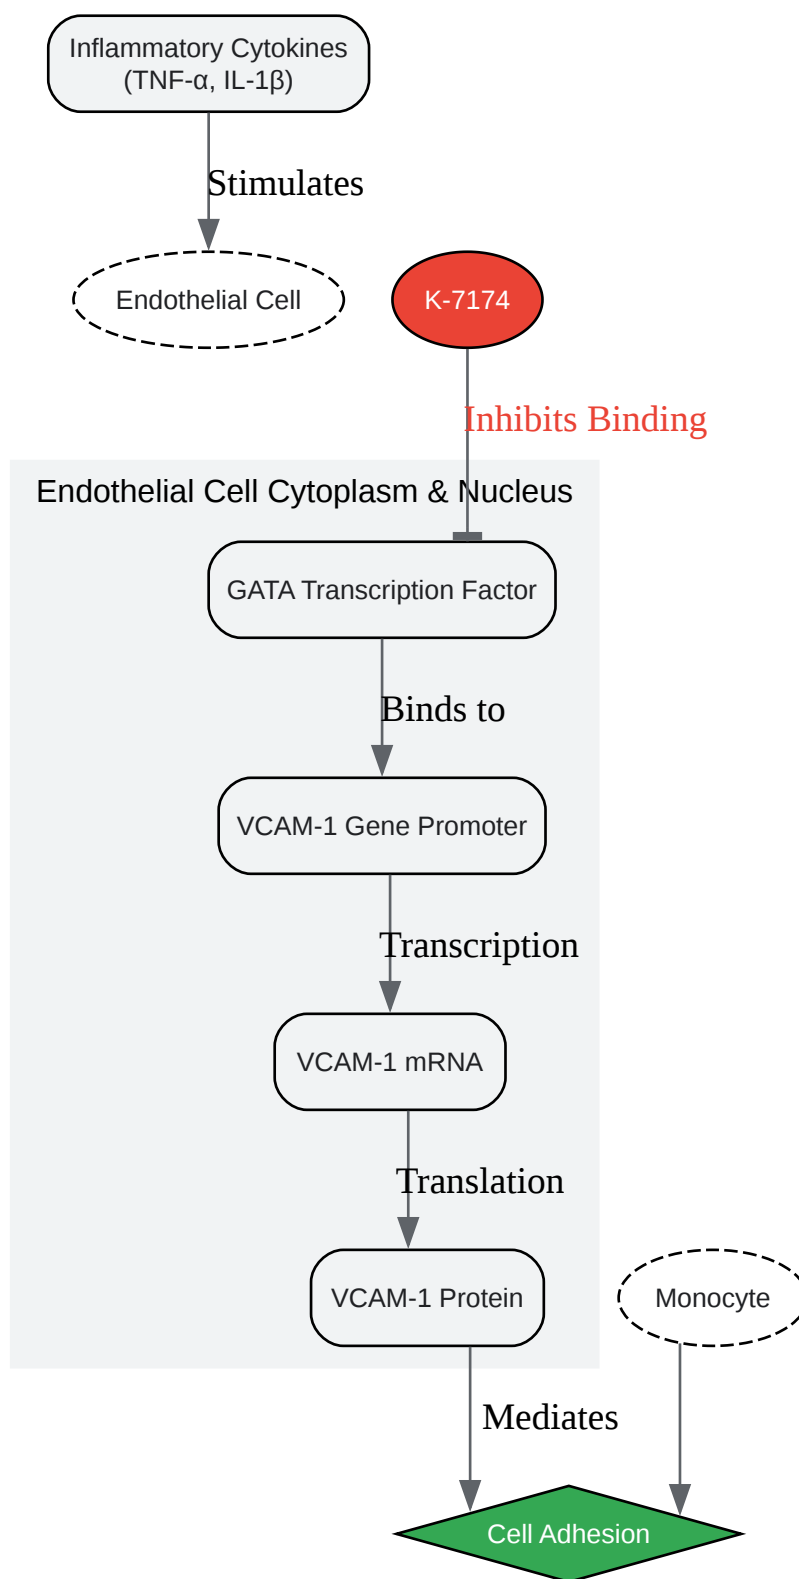 Inflammatory Cytokines
(TNF-α, IL-1β)
Stimulates
Endothelial Cell
K-7174
Inhibits Binding
Endothelial Cell Cytoplasm & Nucleus
GATA Transcription Factor
Binds to
VCAM-1 Gene Promoter
Transcription
VCAM-1 mRNA
Translation
VCAM-1 Protein
Monocyte
Mediates
Cell Adhesion